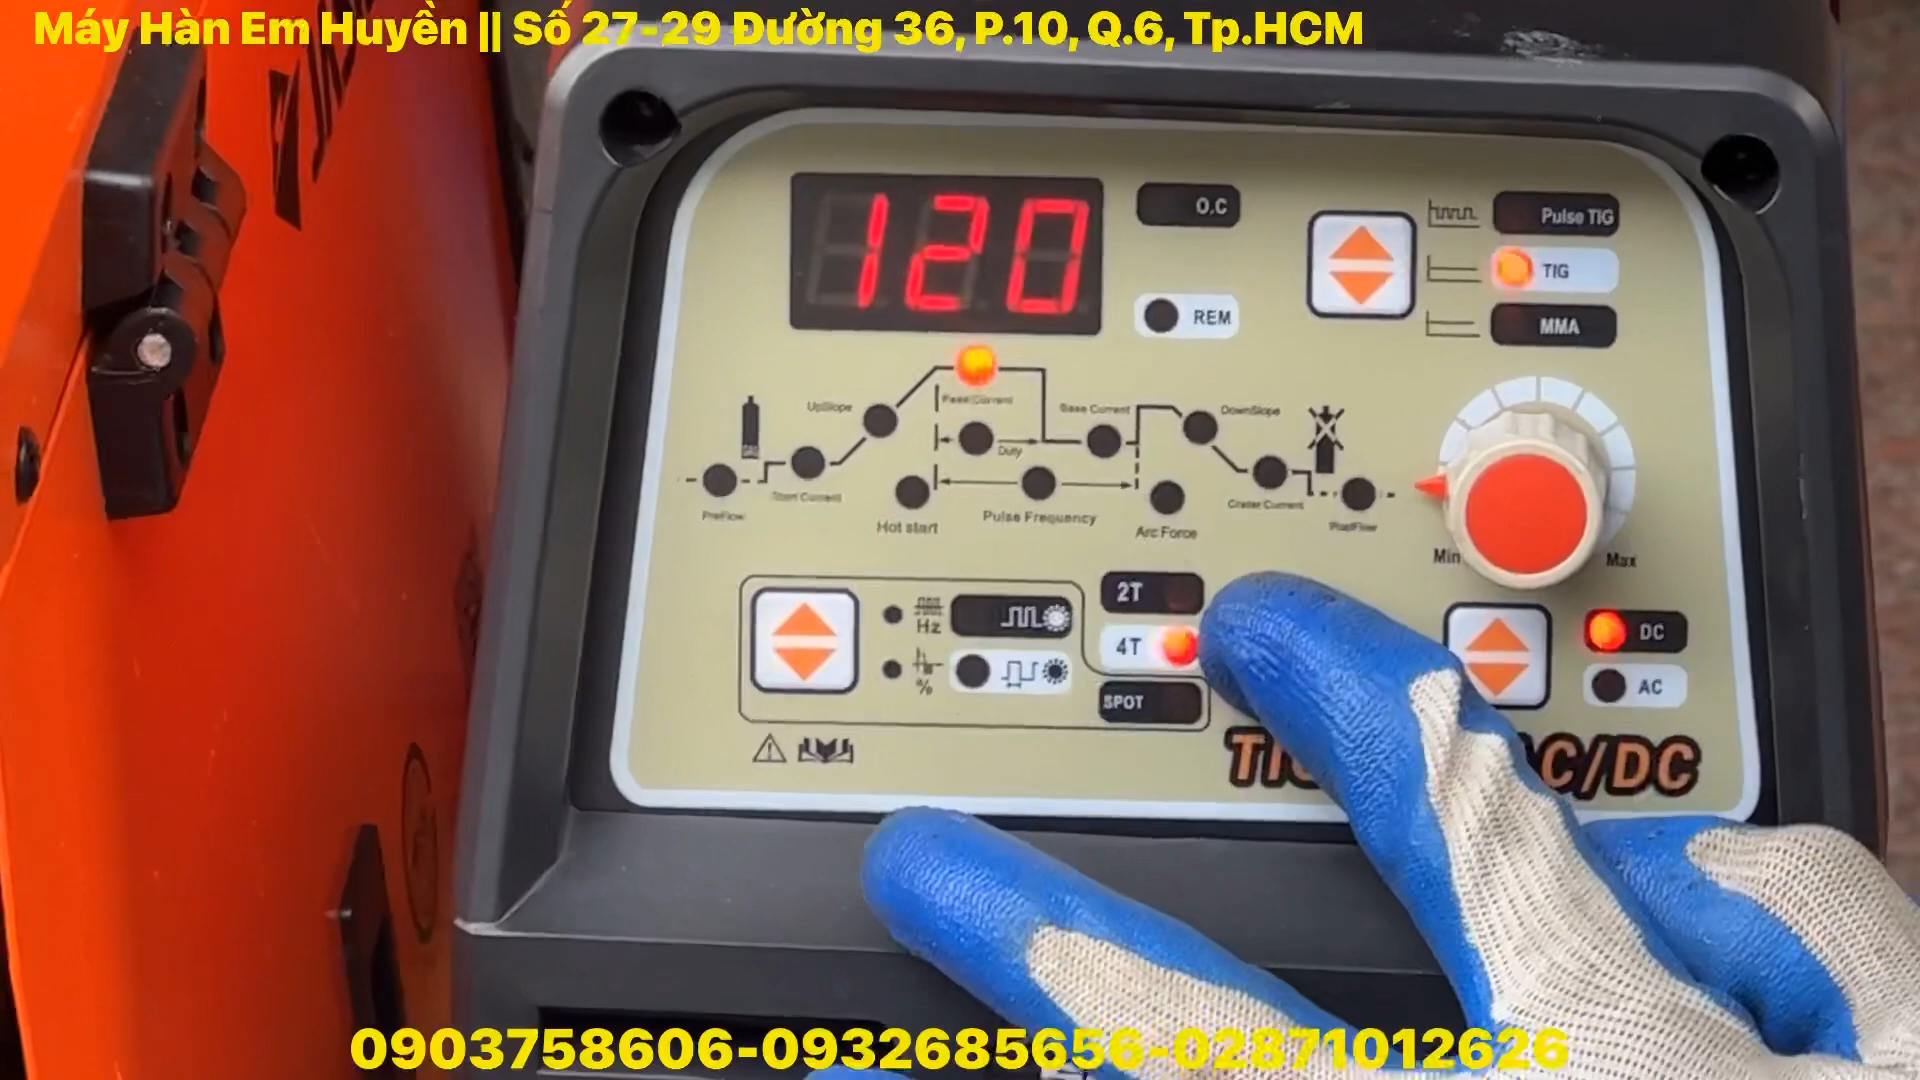 Máy Hàn Em Huyền || Số 27-29 Đường 36, P.10, Q.6, Tp.HCM
120
O.C
REM
Pulse TIG
TIG
MMA
UpSlope
Peak Current
Base Current
DownSlope
Duty
PreFlow
Start Current
Hot start
Pulse Frequency
Arc Force
Crater Current
PostFlow
Min
Max
Hz
%
2T
4T
SPOT
DC
AC
C/DC
0903758606-0932685656-02871012626